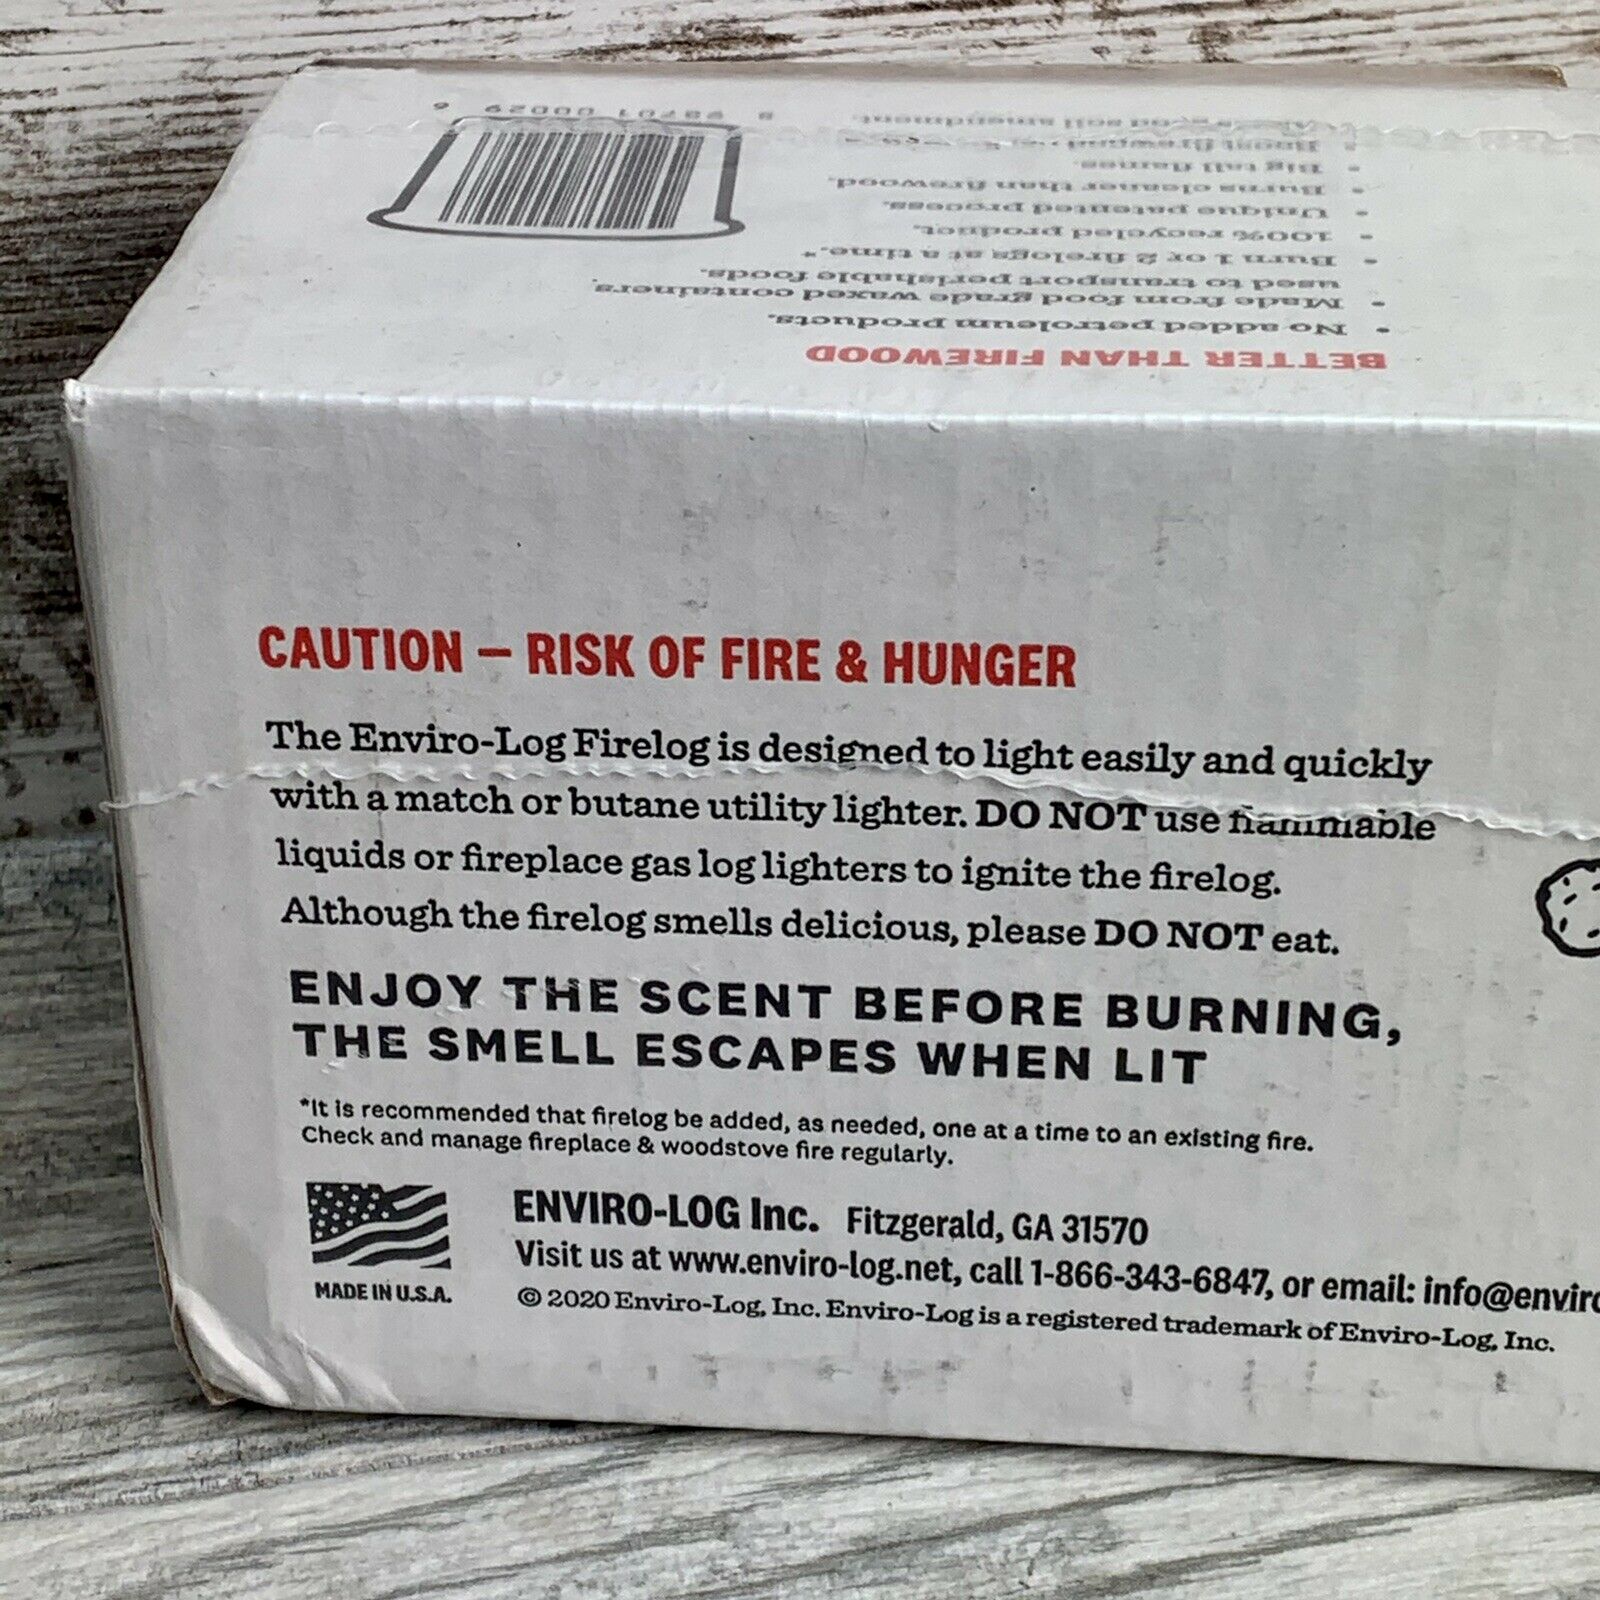 BETTER THAN FIREWOOD
• No added petroleum products.
• Made from food grade waxed containers
used to transport perishable foods.
• Burn 1 or 2 firelogs at a time.*
• 100% recycled product.
• Unique patented process.
• Burns cleaner than firewood.
• Big tall flames.
soil amendment.
8 98701 00029 6
CAUTION – RISK OF FIRE & HUNGER
The Enviro-Log Firelog is designed to light easily and quickly
with a match or butane utility lighter. DO NOT use flammable
liquids or fireplace gas log lighters to ignite the firelog.
Although the firelog smells delicious, please DO NOT eat.
ENJOY THE SCENT BEFORE BURNING,
THE SMELL ESCAPES WHEN LIT
*It is recommended that firelog be added, as needed, one at a time to an existing fire.
Check and manage fireplace & woodstove fire regularly.
MADE IN U.S.A.
ENVIRO-LOG Inc. Fitzgerald, GA 31570
Visit us at www.enviro-log.net, call 1-866-343-6847, or email: info@enviro
© 2020 Enviro-Log, Inc. Enviro-Log is a registered trademark of Enviro-Log, Inc.